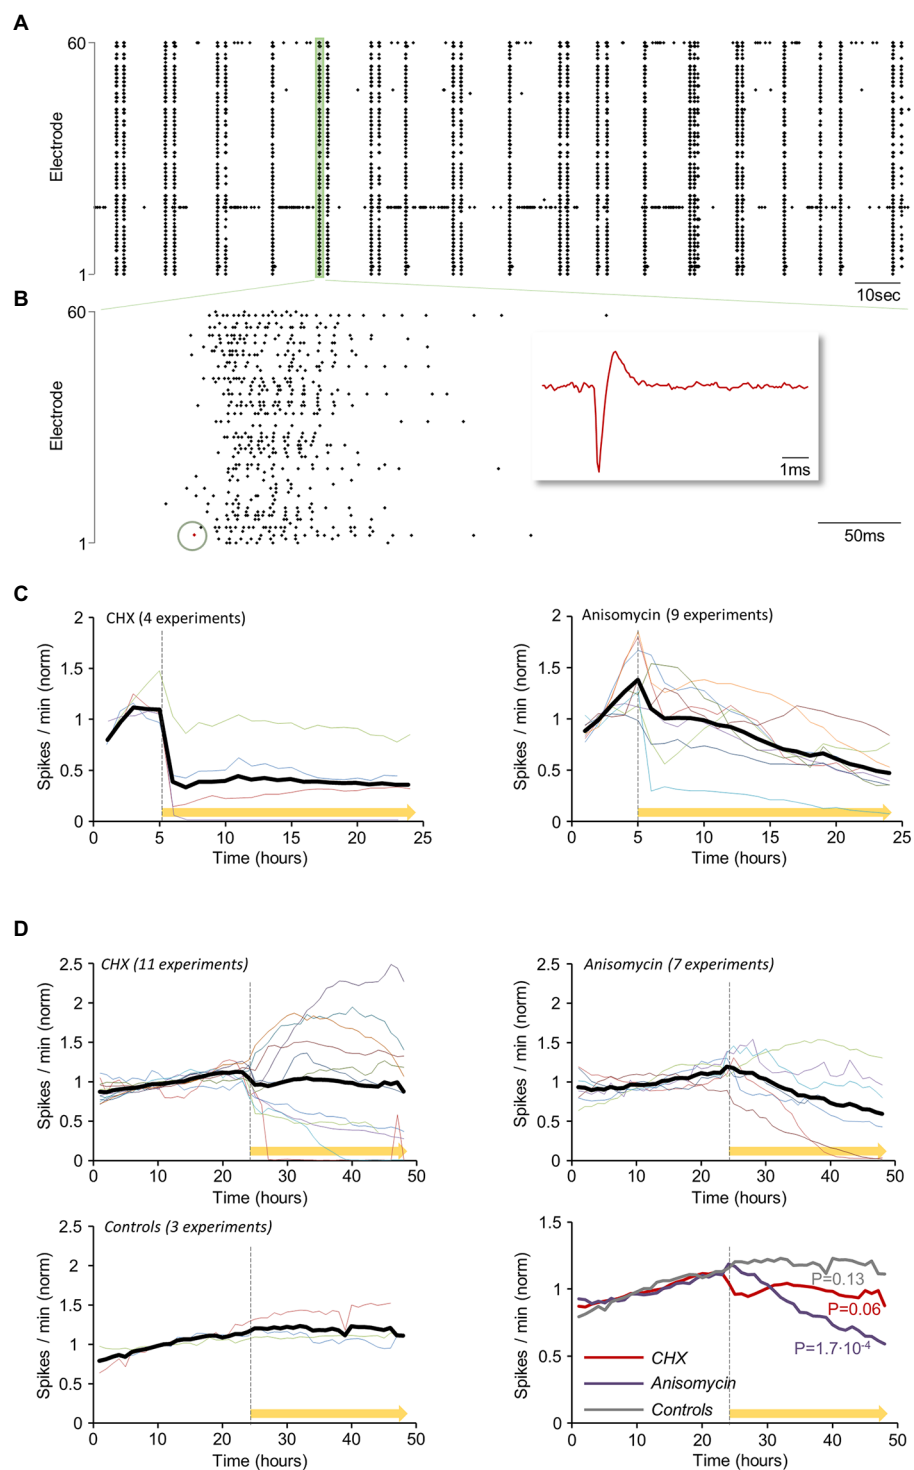 A
60
Electrode
1
10sec
B
60
Electrode
1
1ms
50ms
C
CHX (4 experiments)
Spikes / min (norm)
2
1.5
1
0.5
0
0 5 10 15 20 25
Time (hours)
Anisomycin (9 experiments)
Spikes / min (norm)
2
1.5
1
0.5
0
0 5 10 15 20 25
Time (hours)
D
CHX (11 experiments)
Spikes / min (norm)
2.5
2
1.5
1
0.5
0
0 10 20 30 40 50
Time (hours)
Anisomycin (7 experiments)
Spikes / min (norm)
2.5
2
1.5
1
0.5
0
0 10 20 30 40 50
Time (hours)
Controls (3 experiments)
Spikes / min (norm)
2.5
2
1.5
1
0.5
0
0 10 20 30 40 50
Time (hours)
Spikes / min (norm)
1.5
1
0.5
0
P=0.13
P=0.06
P=1.7·10-4
CHX
Anisomycin
Controls
0 10 20 30 40 50
Time (hours)